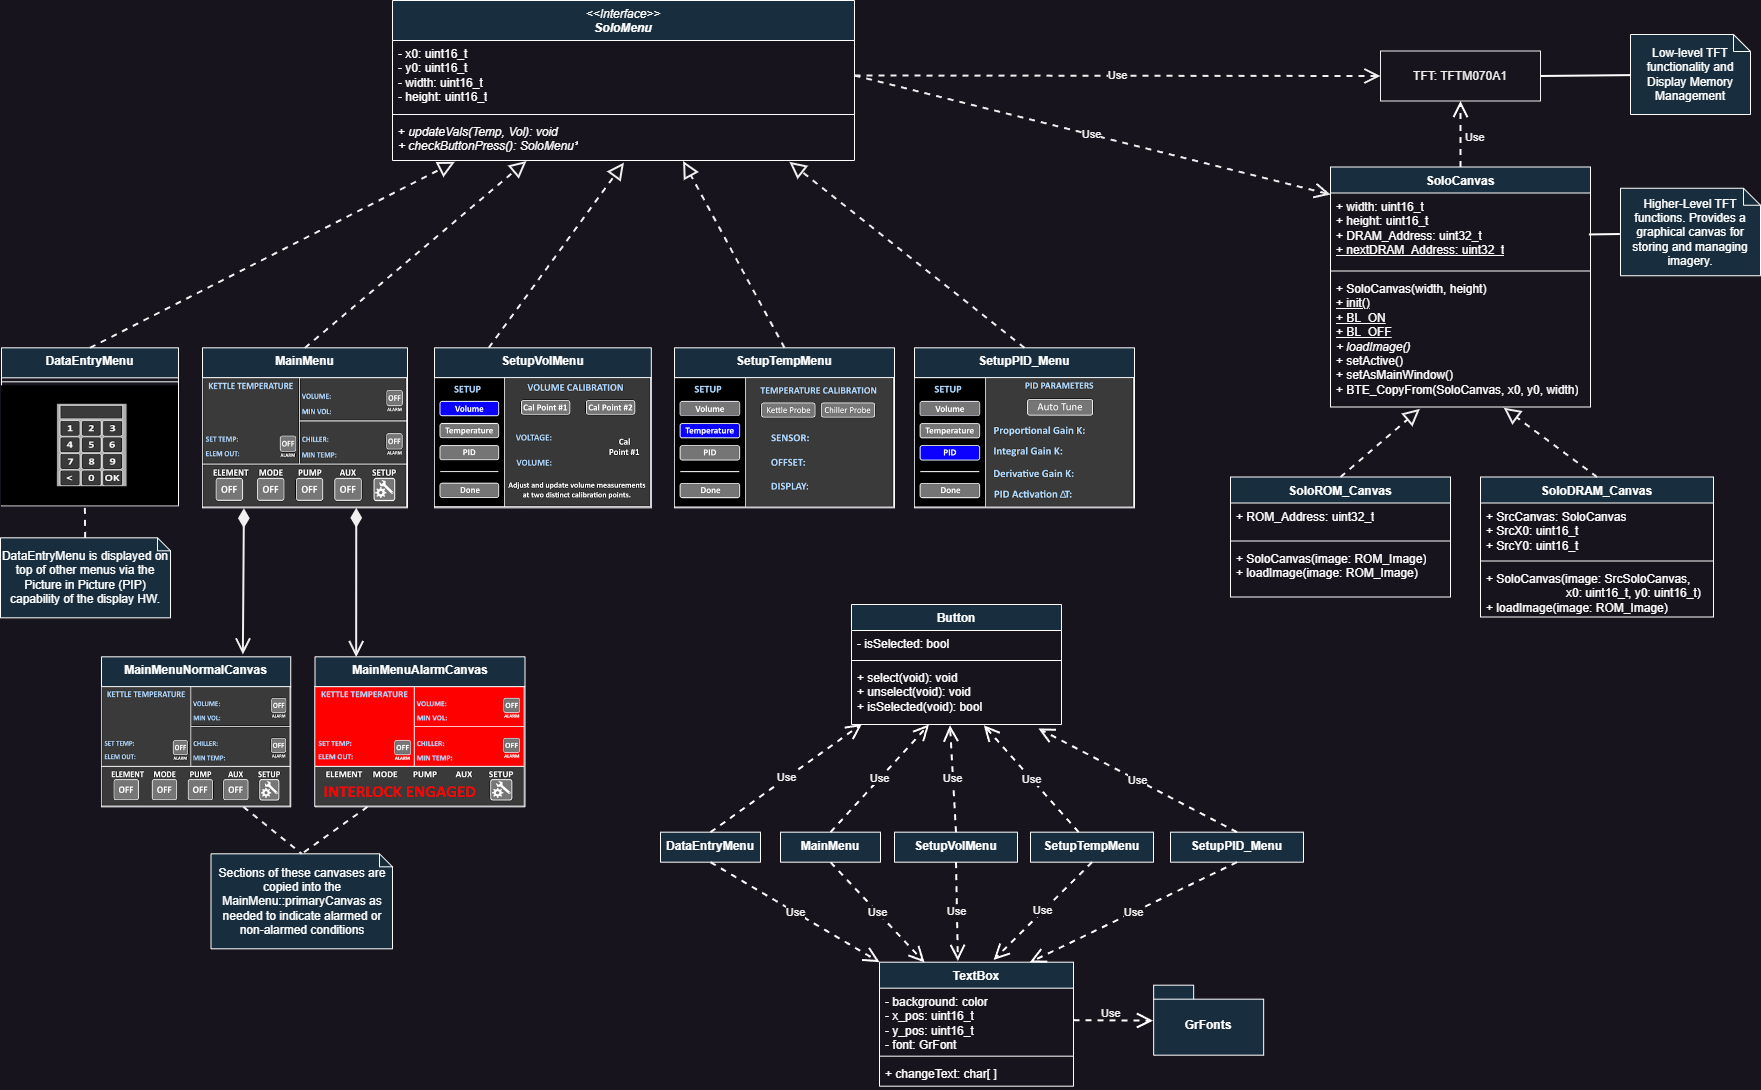 <<Interface>>
SoloMenu
- x0: uint16_t
- y0: uint16_t
- width: uint16_t
- height: uint16_t
+ updateVals(Temp, Vol): void
+ checkButtonPress(): SoloMenu*
Use
TFT: TFTM070A1
Low-level TFT
functionality and
Display Memory
Management
Use
Use
SoloCanvas
+ width: uint16_t
+ height: uint16_t
+ DRAM_Address: uint32_t
+ nextDRAM_Address: uint32_t
+ SoloCanvas(width, height)
+ init()
+ BL_ON
+ BL_OFF
+ loadImage()
+ setActive()
+ setAsMainWindow()
+ BTE_CopyFrom(SoloCanvas, x0, y0, width)
Higher-Level TFT
functions. Provides a
graphical canvas for
storing and managing
imagery.
DataEntryMenu
1 2 3
4 5 6
7 8 9
< 0 OK
MainMenu
KETTLE TEMPERATURE
VOLUME:
OFF
ALARM
MIN VOL:
SET TEMP:
OFF
ALARM
ELEM OUT:
CHILLER:
OFF
ALARM
MIN TEMP:
ELEMENT MODE PUMP AUX SETUP
OFF OFF OFF OFF
SetupVolMenu
SETUP
Volume
Temperature
PID
Done
VOLUME CALIBRATION
Cal Point #1 Cal Point #2
VOLTAGE:
Cal
Point #1
VOLUME:
Adjust and update volume measurements
at two distinct calibration points.
SetupTempMenu
SETUP
Volume
Temperature
PID
Done
TEMPERATURE CALIBRATION
Kettle Probe Chiller Probe
SENSOR:
OFFSET:
DISPLAY:
SetupPID_Menu
SETUP
Volume
Temperature
PID
Done
PID PARAMETERS
Auto Tune
Proportional Gain K:
Integral Gain K:
Derivative Gain K:
PID Activation ΔT:
SoloROM_Canvas
+ ROM_Address: uint32_t
+ SoloCanvas(image: ROM_Image)
+ loadImage(image: ROM_Image)
SoloDRAM_Canvas
+ SrcCanvas: SoloCanvas
+ SrcX0: uint16_t
+ SrcY0: uint16_t
+ SoloCanvas(image: SrcSoloCanvas,
x0: uint16_t, y0: uint16_t)
+ loadImage(image: ROM_Image)
DataEntryMenu is displayed on
top of other menus via the
Picture in Picture (PIP)
capability of the display HW.
MainMenuNormalCanvas
KETTLE TEMPERATURE
VOLUME:
OFF
ALARM
MIN VOL:
SET TEMP:
OFF
ALARM
ELEM OUT:
CHILLER:
OFF
ALARM
MIN TEMP:
ELEMENT MODE PUMP AUX SETUP
OFF OFF OFF OFF
MainMenuAlarmCanvas
KETTLE TEMPERATURE
VOLUME:
OFF
ALARM
MIN VOL:
SET TEMP:
OFF
ALARM
ELEM OUT:
CHILLER:
OFF
ALARM
MIN TEMP:
ELEMENT MODE PUMP AUX SETUP
INTERLOCK ENGAGED
Sections of these canvases are
copied into the
MainMenu::primaryCanvas as
needed to indicate alarmed or
non-alarmed conditions
Button
- isSelected: bool
+ select(void): void
+ unselect(void): void
+ isSelected(void): bool
Use Use Use Use Use
DataEntryMenu
MainMenu
SetupVolMenu
SetupTempMenu
SetupPID_Menu
Use Use Use Use Use
TextBox
- background: color
- x_pos: uint16_t
- y_pos: uint16_t
- font: GrFont
+ changeText: char[ ]
Use
GrFonts